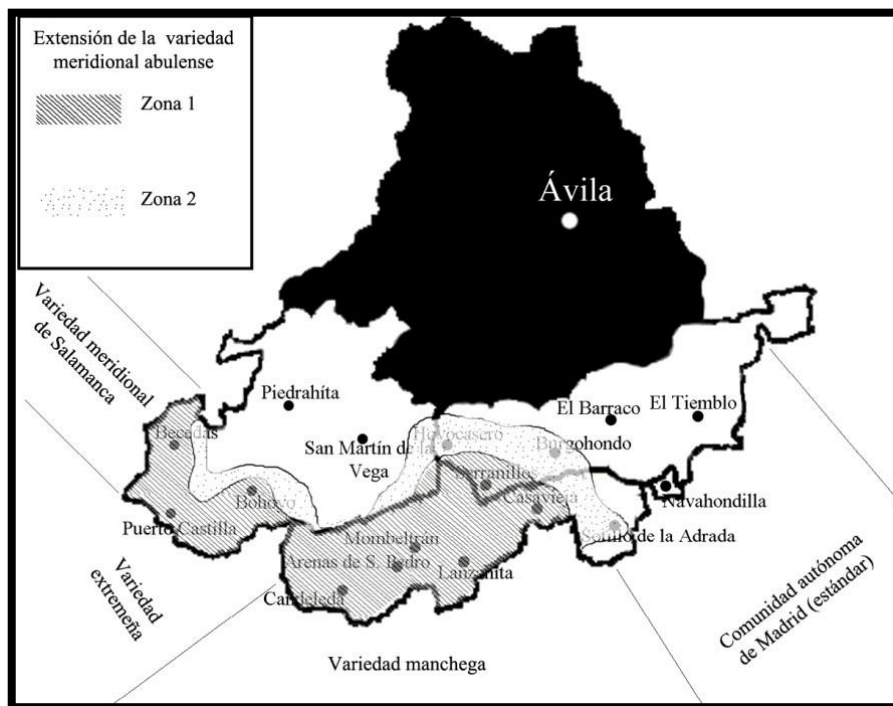 Extensión de la variedad
meridional abulense
Zona 1
Zona 2
Ávila
Variedad meridional
de Salamanca
Piedrahíta
El Barraco
El Tiemblo
Becedas
San Martín de la
Vega
Hoyocasero
Burgohondo
Bohoyo
Serranillos
Navahondilla
Casavieja
Puerto Castilla
Mombeltrán
Sotillo de la Adrada
Arenas de S. Pedro
Lanzahita
Candeleda
Variedad
extremeña
Variedad manchega
Comunidad autónoma
de Madrid (estándar)